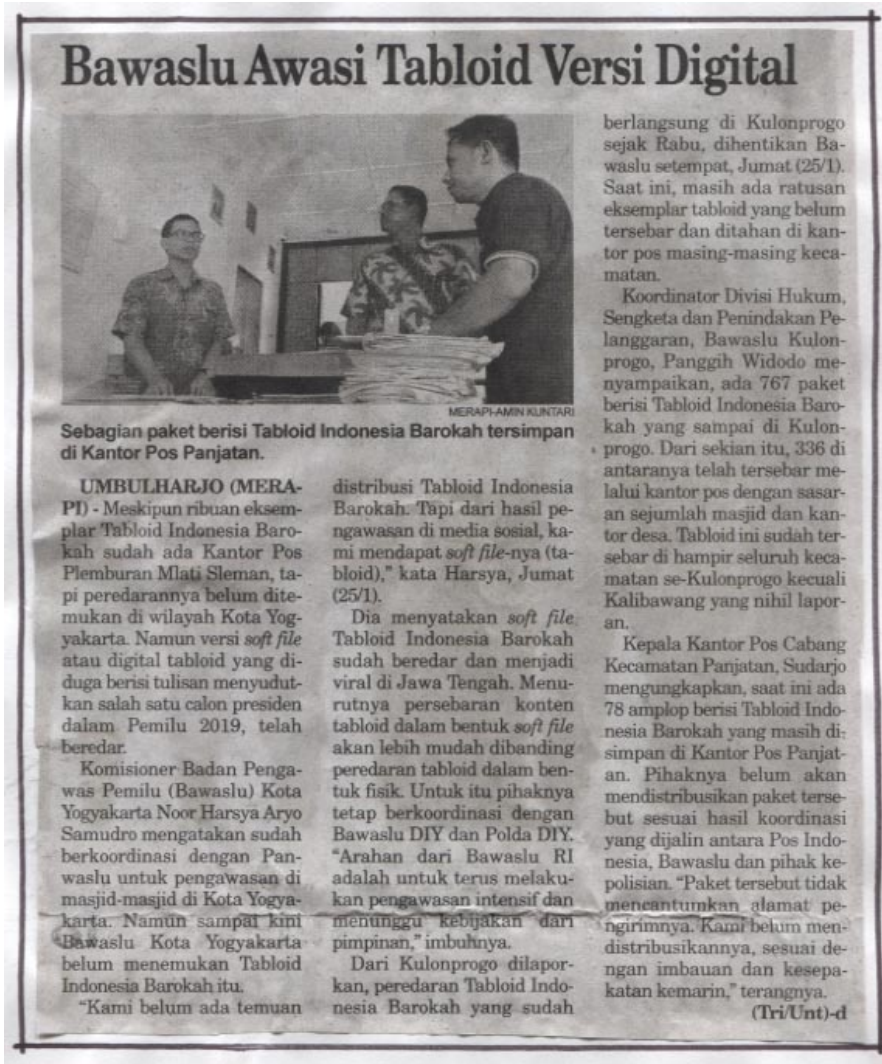 Bawaslu Awasi Tabloid Versi Digital
MERAPI-AMIN KUNTARI
Sebagian paket berisi Tabloid Indonesia Barokah tersimpan
di Kantor Pos Panjatan.
UMBULHARJO (MERA-
PI) - Meskipun ribuan eksem-
plar Tabloid Indonesia Baro-
kah sudah ada Kantor Pos
Plemburan Mlati Sleman, ta-
pi peredarannya belum dite-
mukan di wilayah Kota Yog-
yakarta. Namun versi soft file
atau digital tabloid yang di-
duga berisi tulisan menyudut-
kan salah satu calon presiden
dalam Pemilu 2019, telah
beredar.
Komisioner Badan Penga-
was Pemilu (Bawaslu) Kota
Yogyakarta Noor Harsya Aryo
Samudro mengatakan sudah
berkoordinasi dengan Pan-
waslu untuk pengawasan di
masjid-masjid di Kota Yogya-
karta. Namun sampai kini
Bawaslu Kota Yogyakarta
belum menemukan Tabloid
Indonesia Barokah itu.
"Kami belum ada temuan
distribusi Tabloid Indonesia
Barokah. Tapi dari hasil pe-
ngawasan di media sosial, ka-
mi mendapat soft file-nya (ta-
bloid)," kata Harsya, Jumat
(25/1).
Dia menyatakan soft file
Tabloid Indonesia Barokah
sudah beredar dan menjadi
viral di Jawa Tengah. Menu-
rutnya persebaran konten
tabloid dalam bentuk soft file
akan lebih mudah dibanding
peredaran tabloid dalam ben-
tuk fisik. Untuk itu pihaknya
tetap berkoordinasi dengan
Bawaslu DIY dan Polda DIY.
"Arahan dari Bawaslu RI
adalah untuk terus melaku-
kan pengawasan intensif dan
menunggu kebijakan dari
pimpinan," imbuhnya.
Dari Kulonprogo dilapor-
kan, peredaran Tabloid Indo-
nesia Barokah yang sudah
berlangsung di Kulonprogo
sejak Rabu, dihentikan Ba-
waslu setempat, Jumat (25/1).
Saat ini, masih ada ratusan
eksemplar tabloid yang belum
tersebar dan ditahan di kan-
tor pos masing-masing keca-
matan.
Koordinator Divisi Hukum,
Sengketa dan Penindakan Pe-
langgaran, Bawaslu Kulon-
progo, Panggih Widodo me-
nyampaikan, ada 767 paket
berisi Tabloid Indonesia Baro-
kah yang sampai di Kulon-
progo. Dari sekian itu, 336 di
antaranya telah tersebar me-
lalui kantor pos dengan sasar-
an sejumlah masjid dan kan-
tor desa. Tabloid ini sudah ter-
sebar di hampir seluruh keca-
matan se-Kulonprogo kecuali
Kalibawang yang nihil lapor-
an.
Kepala Kantor Pos Cabang
Kecamatan Panjatan, Sudarjo
mengungkapkan, saat ini ada
78 amplop berisi Tabloid Indo-
nesia Barokah yang masih di-
simpan di Kantor Pos Panjat-
an. Pihaknya belum akan
mendistribusikan paket terse-
but sesuai hasil koordinasi
yang dijalin antara Pos Indo-
nesia, Bawaslu dan pihak ke-
polisian. "Paket tersebut tidak
mencantumkan alamat pe-
ngirimnya. Kami belum men-
distribusikannya, sesuai de-
ngan imbauan dan kesepa-
katan kemarin," terangnya.
(Tri/Unt)-d